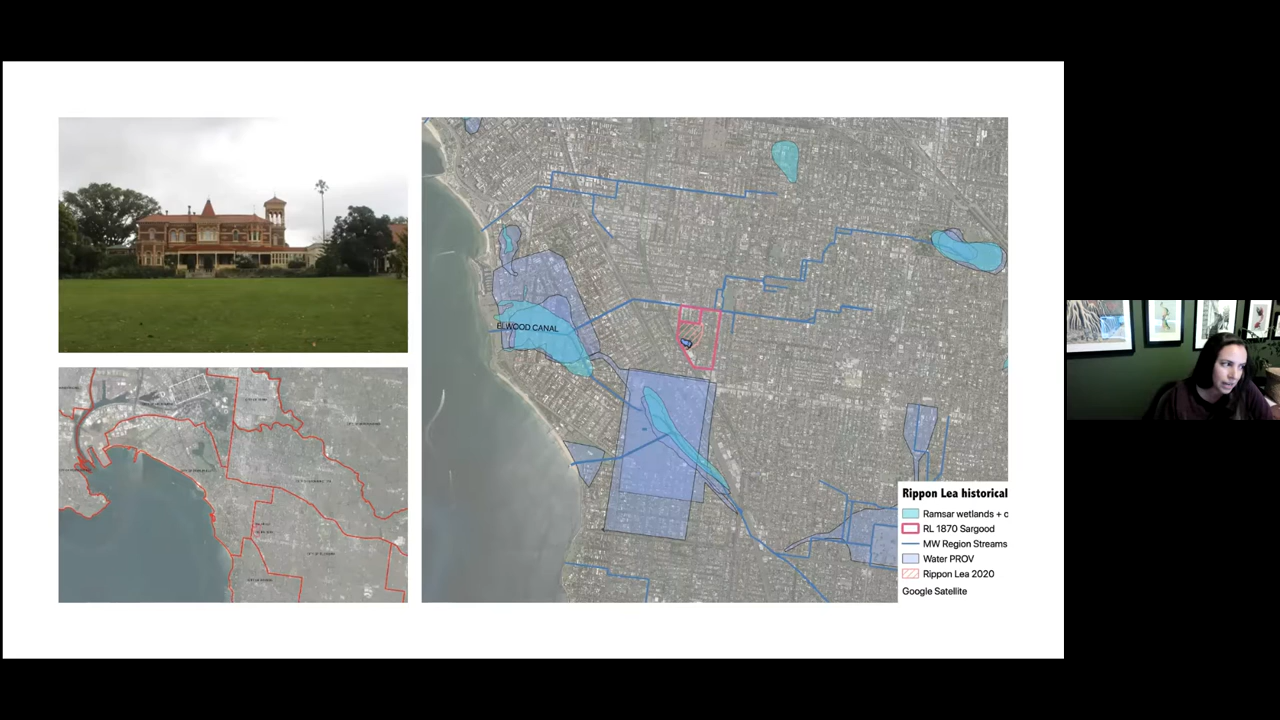 ELWOOD CANAL
Rippon Lea historical
Ramsar wetlands + c
RL 1870 Sargood
MW Region Streams
Water PROV
Rippon Lea 2020
Google Satellite